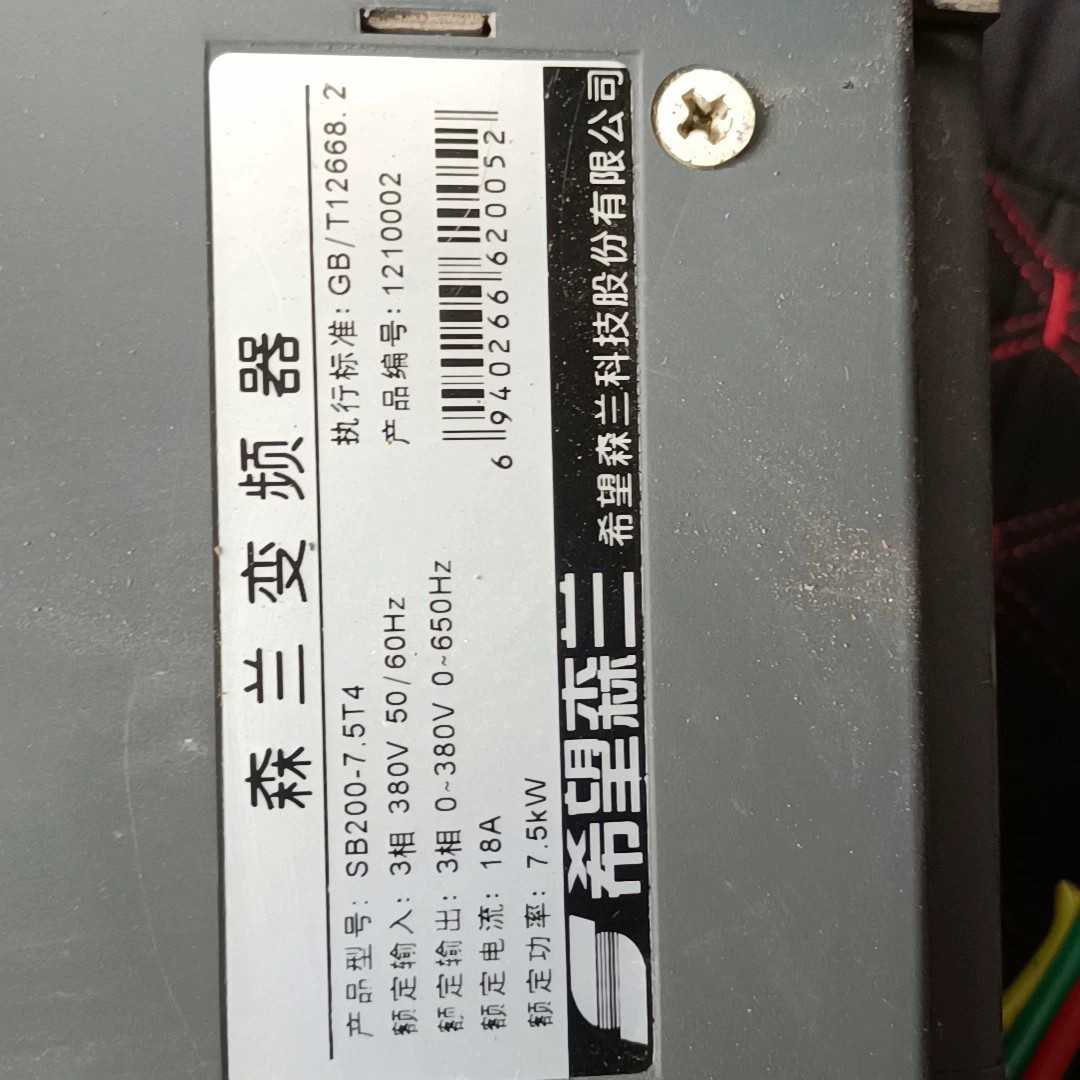 森兰变频器
产品型号: SB200-7.5T4
额定输入: 3相 380V 50/60Hz
额定输出: 3相 0~380V 0~650Hz
额定电流: 18A
额定功率: 7.5kW
执行标准: GB/T12668.2
产品编号: 1210002
6 940266 620052
希望森兰
希望森兰科技股份有限公司